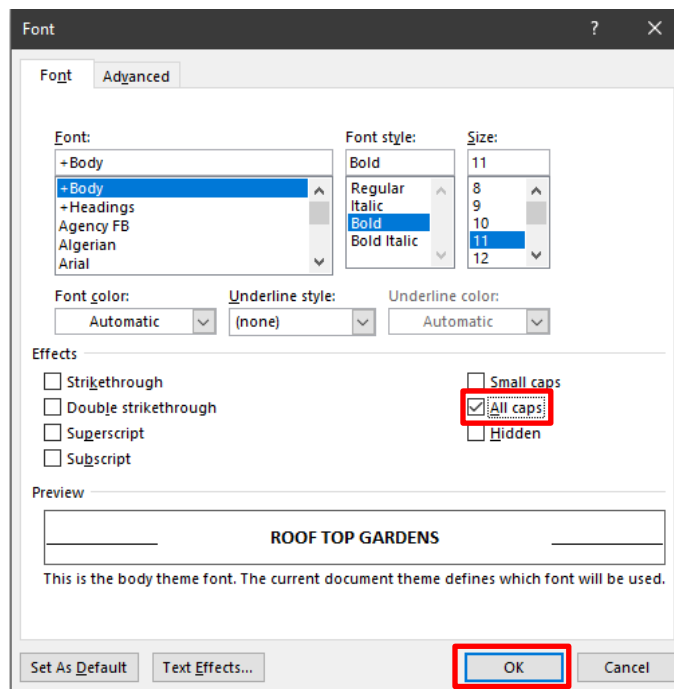 Font ? ×
Font Advanced
Font: Font style: Size:
+Body Bold 11
+Body Regular 8
+Headings Italic 9
Agency FB Bold 10
Algerian Bold Italic 11
Arial 12
Font color: Underline style: Underline color:
Automatic (none) Automatic
Effects
Strikethrough Small caps
Double strikethrough All caps
Superscript Hidden
Subscript
Preview
ROOF TOP GARDENS
This is the body theme font. The current document theme defines which font will be used.
Set As Default Text Effects... OK Cancel